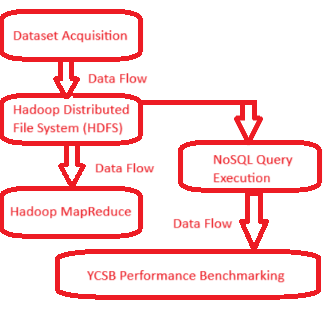 Dataset Acquisition
Data Flow
Hadoop Distributed
File System (HDFS)
NoSQL Query
Execution
Data Flow
Hadoop MapReduce
Data Flow
YCSB Performance Benchmarking